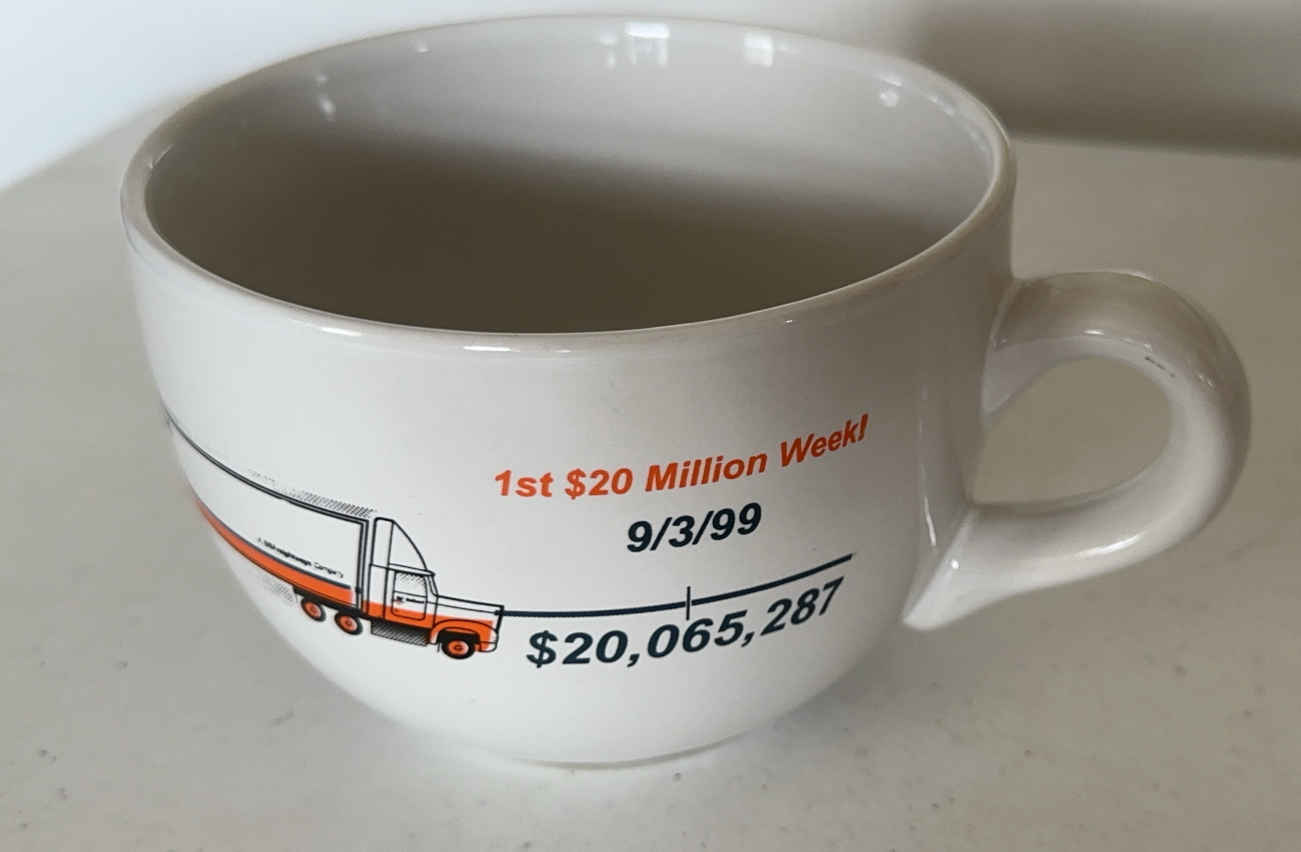 1st $20 Million Week!
9/3/99
$20,065,287